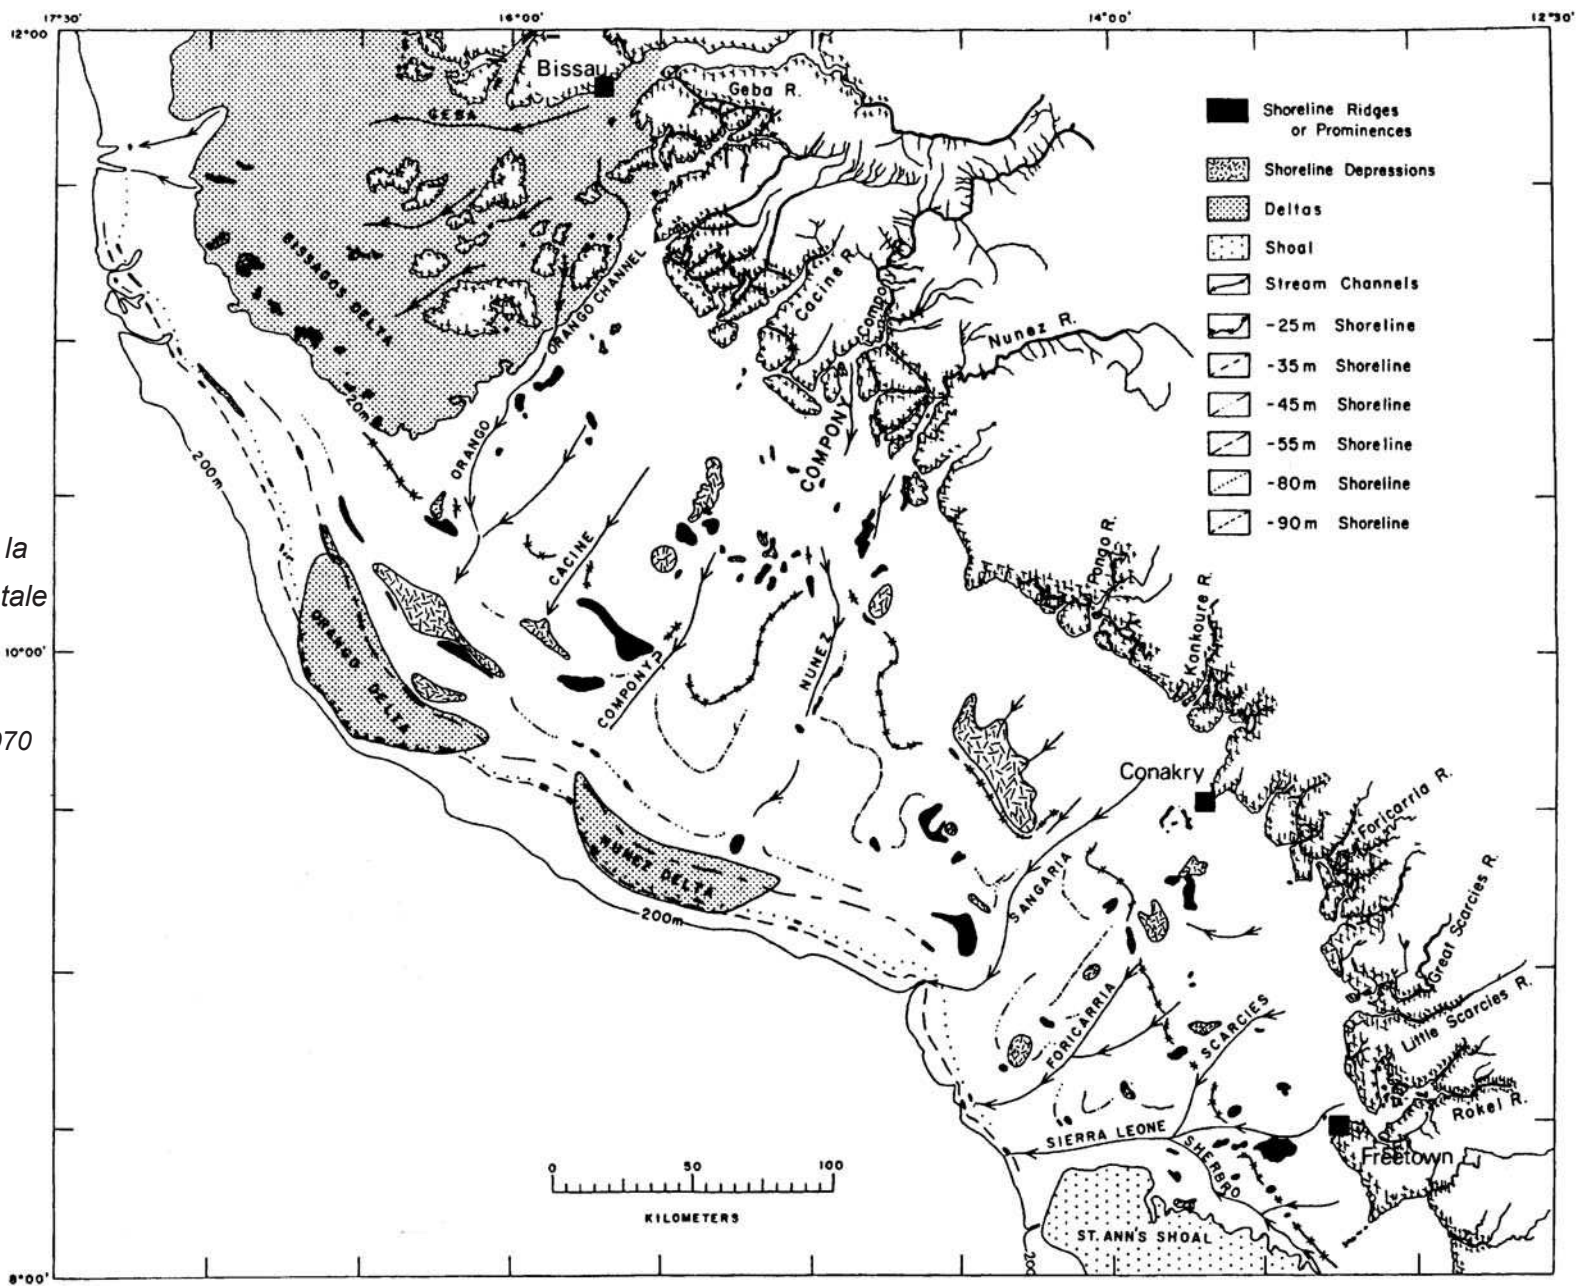 17°30'
16°00'
14°00'
12°30'
12°00'
Bissau
Geba R.
GEBA
Shoreline Ridges
or Prominences
Shoreline Depressions
Deltas
Shoal
Stream Channels
-25m Shoreline
-35m Shoreline
-45m Shoreline
-55m Shoreline
-80m Shoreline
-90m Shoreline
BISSAGOS DELTA
ORANGO CHANNEL
Cacine R.
Compony
Nunez R.
20m
200m
ORANGO
COMPONY
CACINE
Pongo R.
Konkoure R.
la
tale
10°00'
ORANGO
DELTA
COMPONY?
NUNEZ
970
Conakry
NUNEZ DELTA
200m
SANGARIA
Foricarria R.
Great Scarcies R.
Little Scarcies R.
FORICARRIA
SCARCIES
Rokel R.
SIERRA LEONE
SHERBRO
Freetown
0 50 100
KILOMETERS
ST. ANN'S SHOAL
8°00'